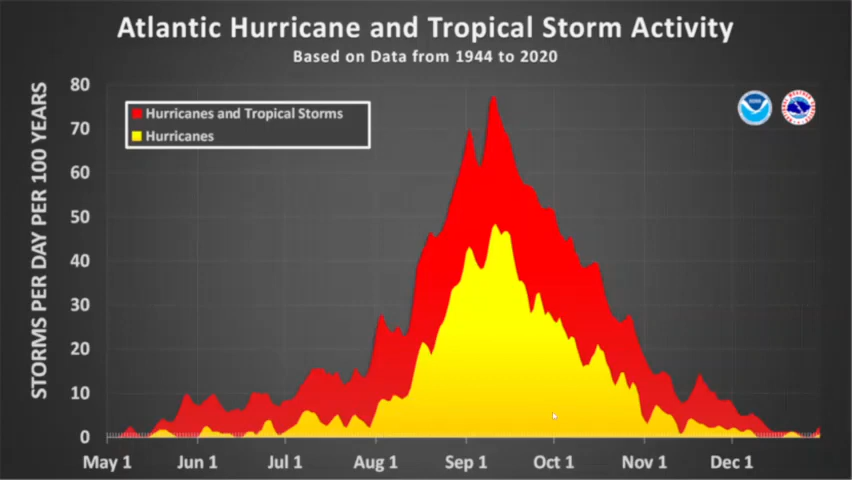 Atlantic Hurricane and Tropical Storm Activity
Based on Data from 1944 to 2020
STORMS PER DAY PER 100 YEARS
80
70
60
50
40
30
20
10
0
Hurricanes and Tropical Storms
Hurricanes
May 1 Jun 1 Jul 1 Aug 1 Sep 1 Oct 1 Nov 1 Dec 1